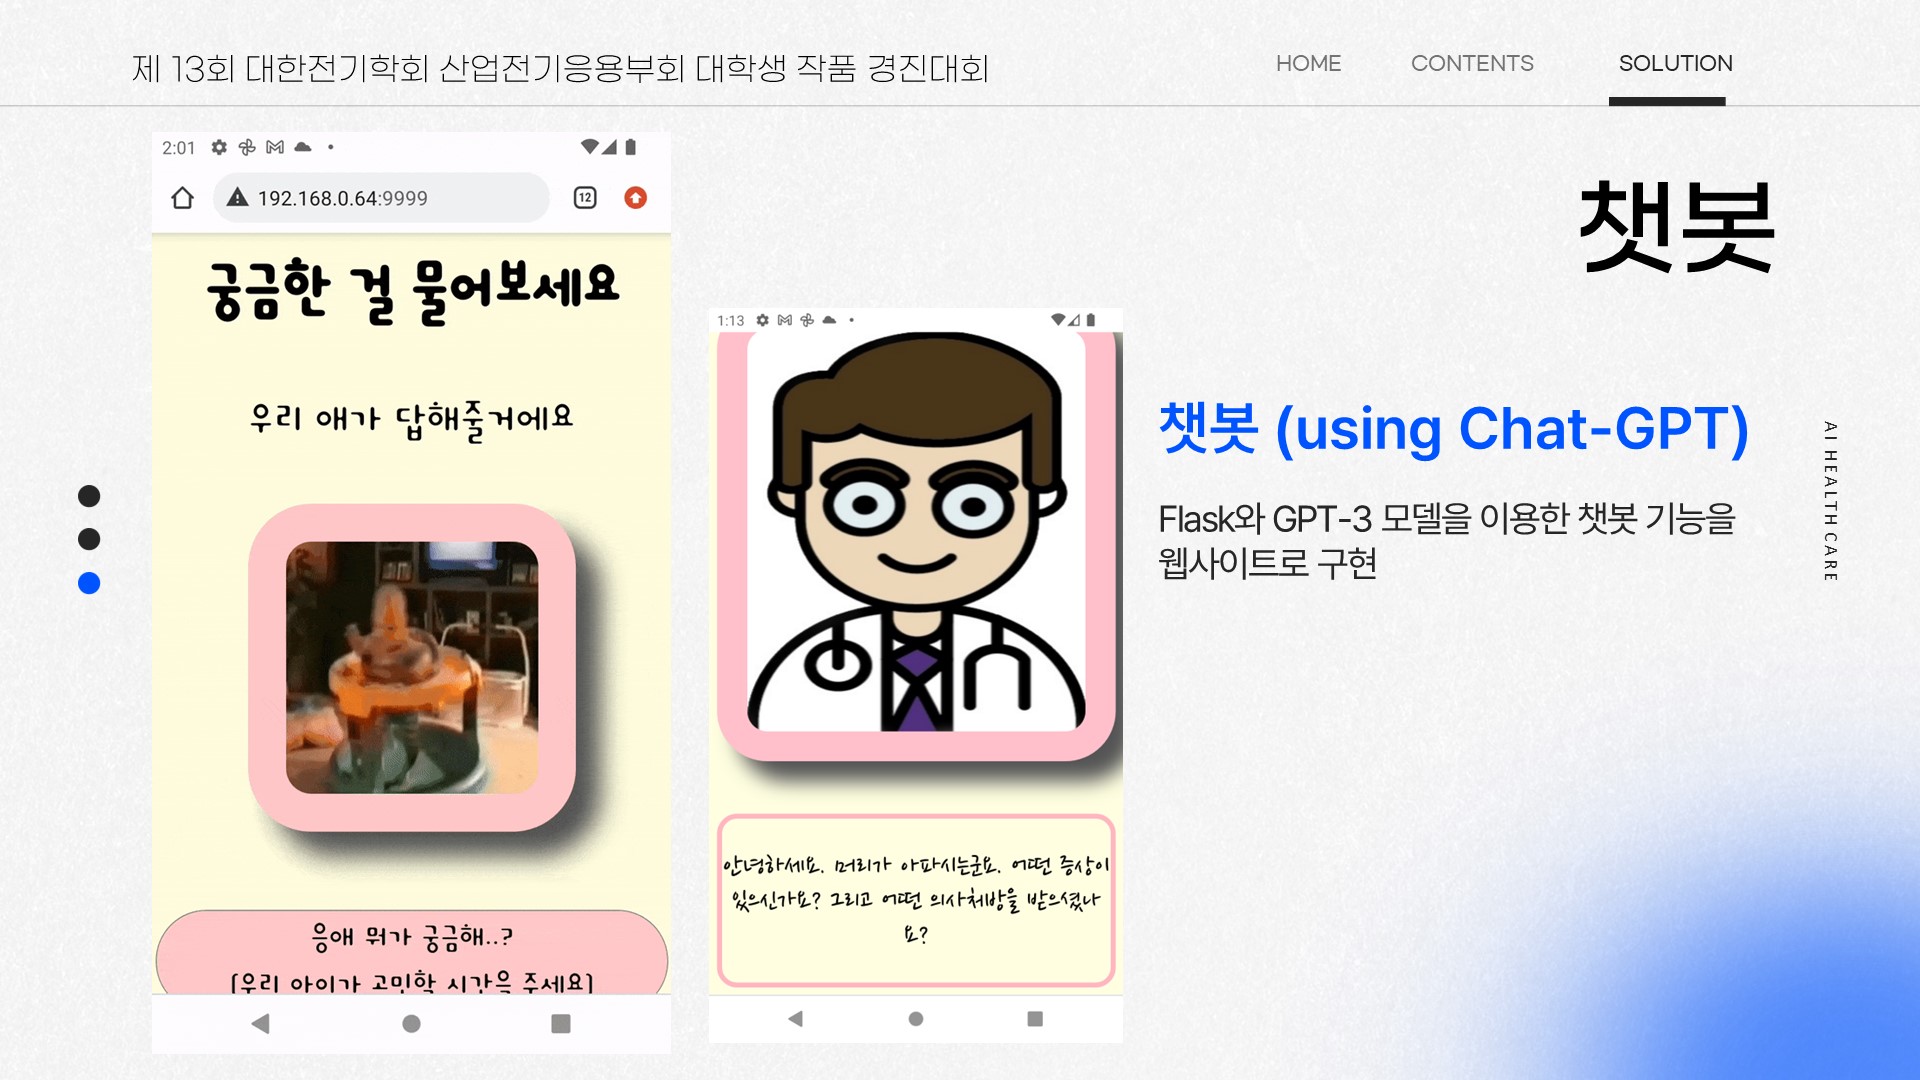 제 13회 대한전기학회 산업전기응용부회 대학생 작품 경진대회
HOME
CONTENTS
SOLUTION
2:01
192.168.0.64:9999
12
궁금한 걸 물어보세요
우리 애가 답해줄거에요
응애 뭐가 궁금해..?
[우리 아이가 고민할 시간을 주세요]
1:13
안녕하세요. 머리가 아파시는군요. 어떤 증상이
있으신가요? 그리고 어떤 의사처방을 받으셨나
요?
챗봇
챗봇 (using Chat-GPT)
Flask와 GPT-3 모델을 이용한 챗봇 기능을
웹사이트로 구현
AI HEALTH CARE